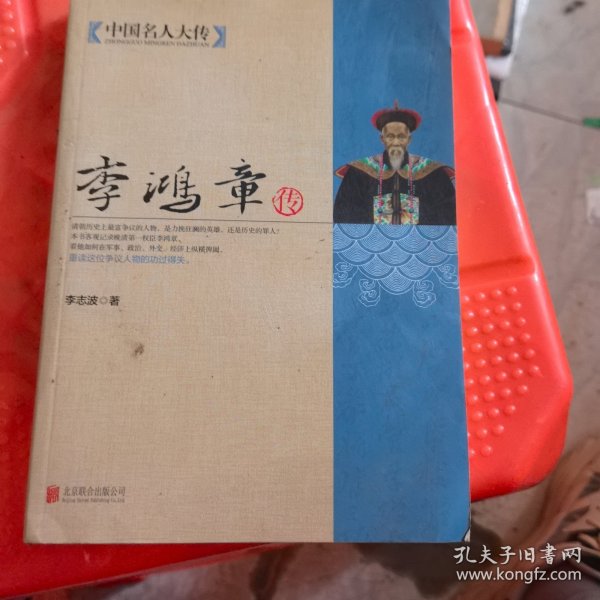 中国名人大传
ZHONGGUO MINGREN DAZHUAN
李鸿章传
清朝历史上最富争议的人物，是力挽狂澜的英雄，还是历史的罪人？
本书客观记录晚清第一权臣李鸿章，
看他如何在军事、政治、外交、经济上纵横捭阖，
重读这位争议人物的功过得失。
李志波◎著
北京联合出版公司
Beijing United Publishing Co.,Ltd.
孔夫子旧书网
www.kongfz.com